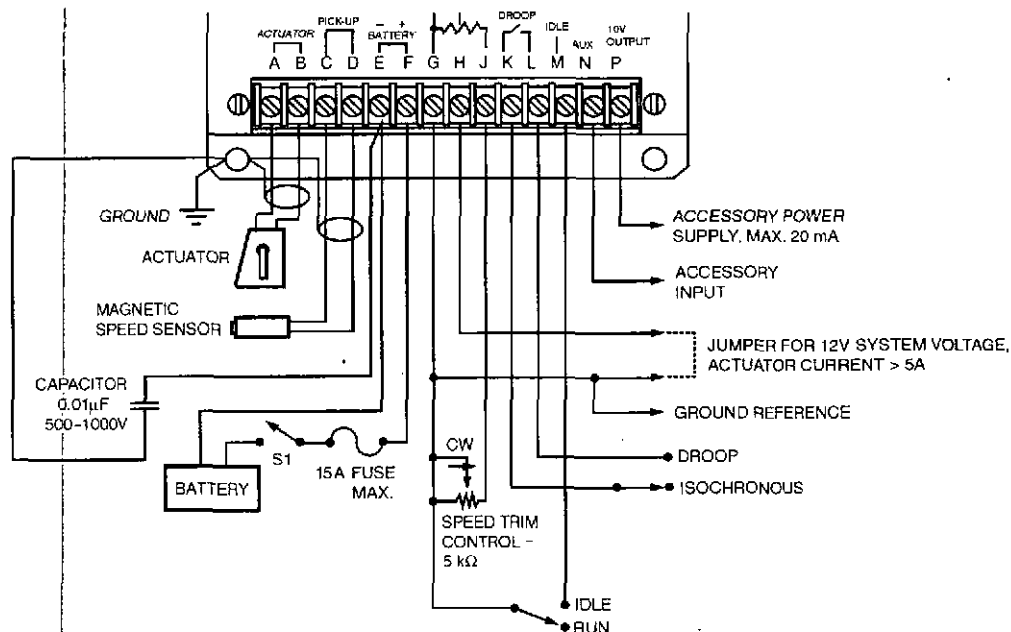 DROOP
10V
PICK-UP
IDLE
OUTPUT
ACTUATOR
- +
BATTERY
AUX
A B C D E F G H J K L M N P
GROUND
ACTUATOR
MAGNETIC
SPEED SENSOR
CAPACITOR
0.01µF
500-1000V
BATTERY
S1
15A FUSE
MAX.
CW
SPEED TRIM
CONTROL -
5 kΩ
ACCESSORY POWER
SUPPLY, MAX. 20 mA
ACCESSORY
INPUT
JUMPER FOR 12V SYSTEM VOLTAGE,
ACTUATOR CURRENT > 5A
GROUND REFERENCE
DROOP
ISOCHRONOUS
IDLE
RUN